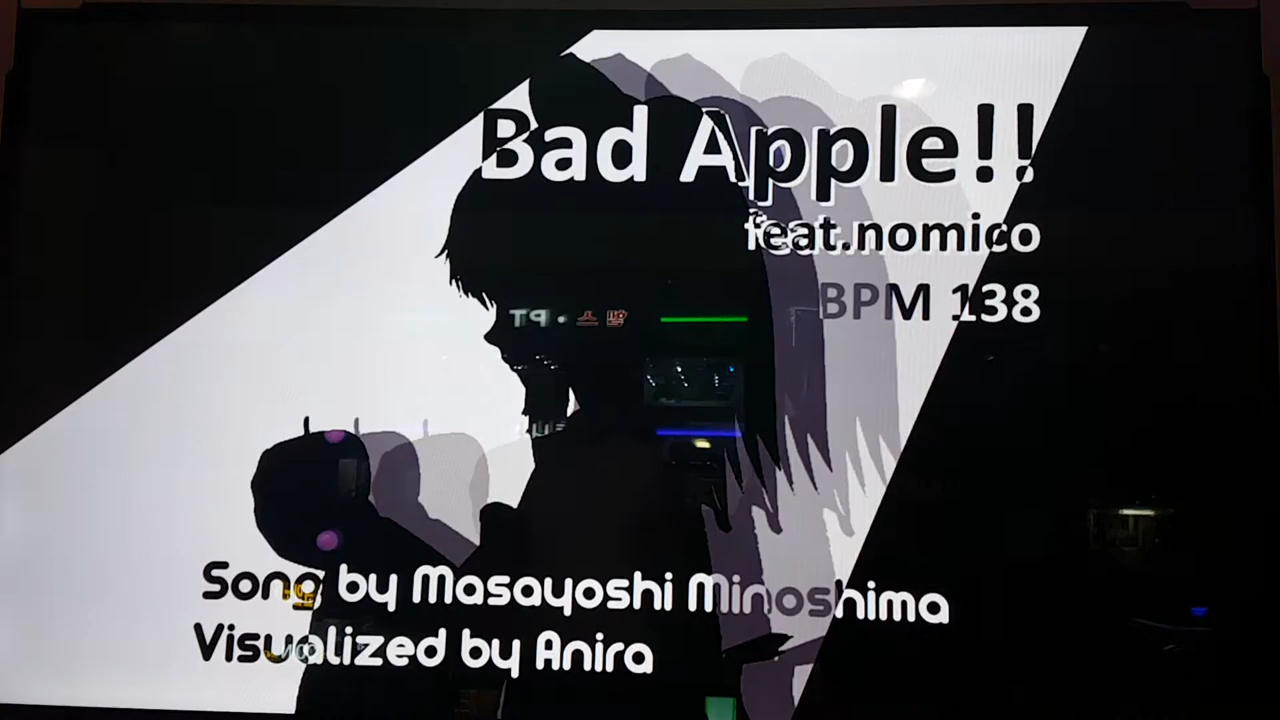 Bad Apple!!
feat.nomico
BPM 138
Song by Masayoshi Minoshima
Visualized by Anira